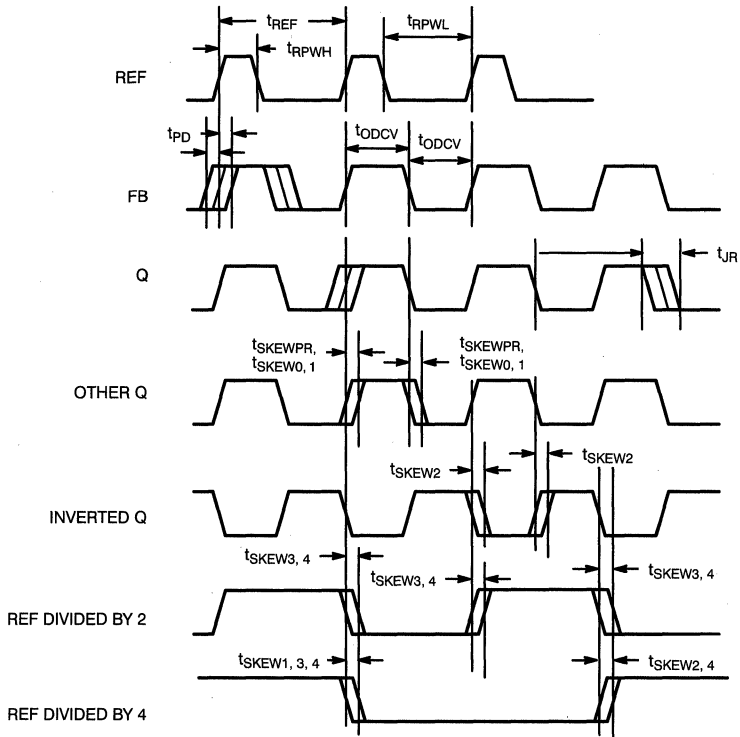 tREF
tRPWL
tRPWH
REF
tPD
tODCV
tODCV
FB
Q
tJR
tSKEWPR,
tSKEW0, 1
tSKEWPR,
tSKEW0, 1
OTHER Q
tSKEW2
tSKEW2
INVERTED Q
tSKEW3, 4
tSKEW3, 4
tSKEW3, 4
REF DIVIDED BY 2
tSKEW1, 3, 4
tSKEW2, 4
REF DIVIDED BY 4